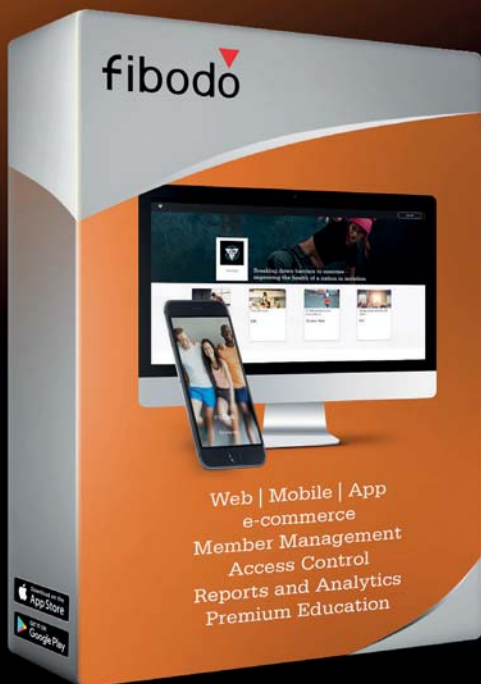 fibodo
Breaking down barriers to exercise -
improving the health of a nation in isolation
Web | Mobile | App
e-commerce
Member Management
Access Control
Reports and Analytics
Premium Education
Download on the
App Store
GET IT ON
Google Play